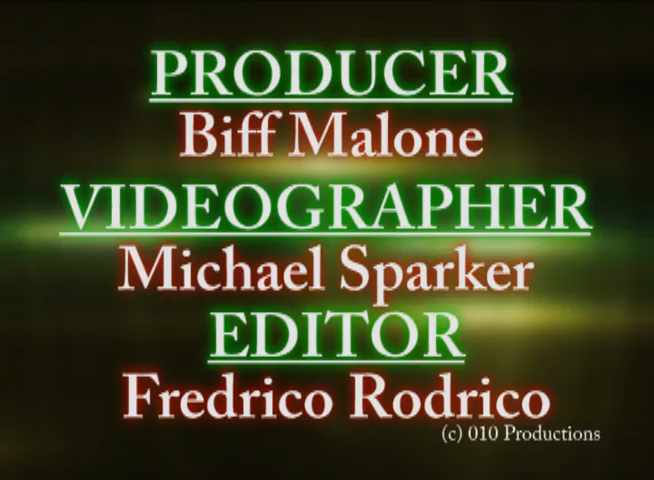 PRODUCER
Biff Malone
VIDEOGRAPHER
Michael Sparker
EDITOR
Fredrico Rodrico
(c) 010 Productions